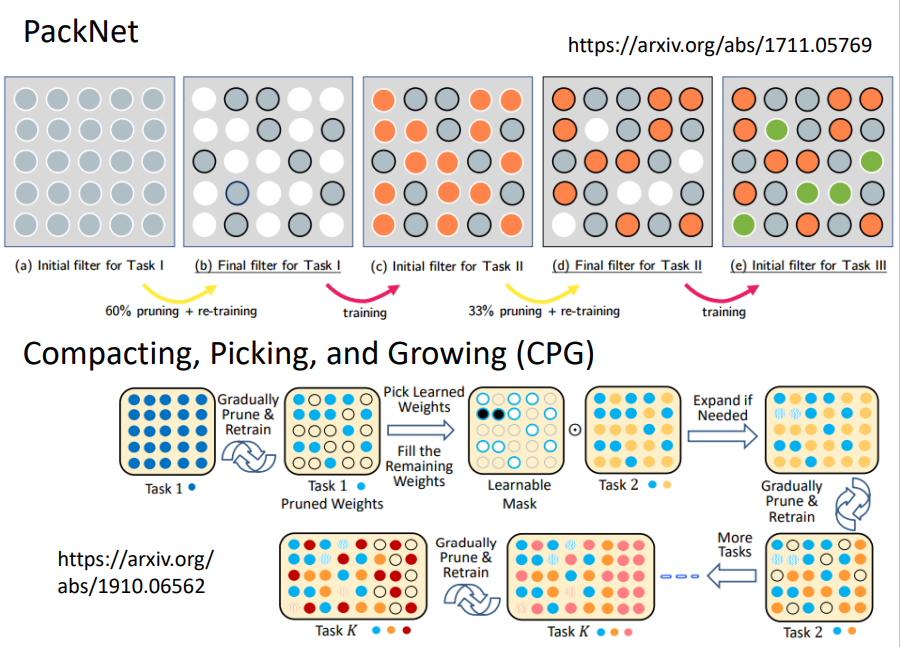 PackNet
https://arxiv.org/abs/1711.05769
(a) Initial filter for Task I
(b) Final filter for Task I
(c) Initial filter for Task II
(d) Final filter for Task II
(e) Initial filter for Task III
60% pruning + re-training
training
33% pruning + re-training
training
Compacting, Picking, and Growing (CPG)
Gradually
Prune &
Retrain
Pick Learned
Weights
Fill the
Remaining
Weights
Expand if
Needed
Task 1
Task 1
Pruned Weights
Learnable
Mask
Task 2
Gradually
Prune &
Retrain
https://arxiv.org/
abs/1910.06562
Gradually
Prune &
Retrain
More
Tasks
Task K
Task K
Task 2